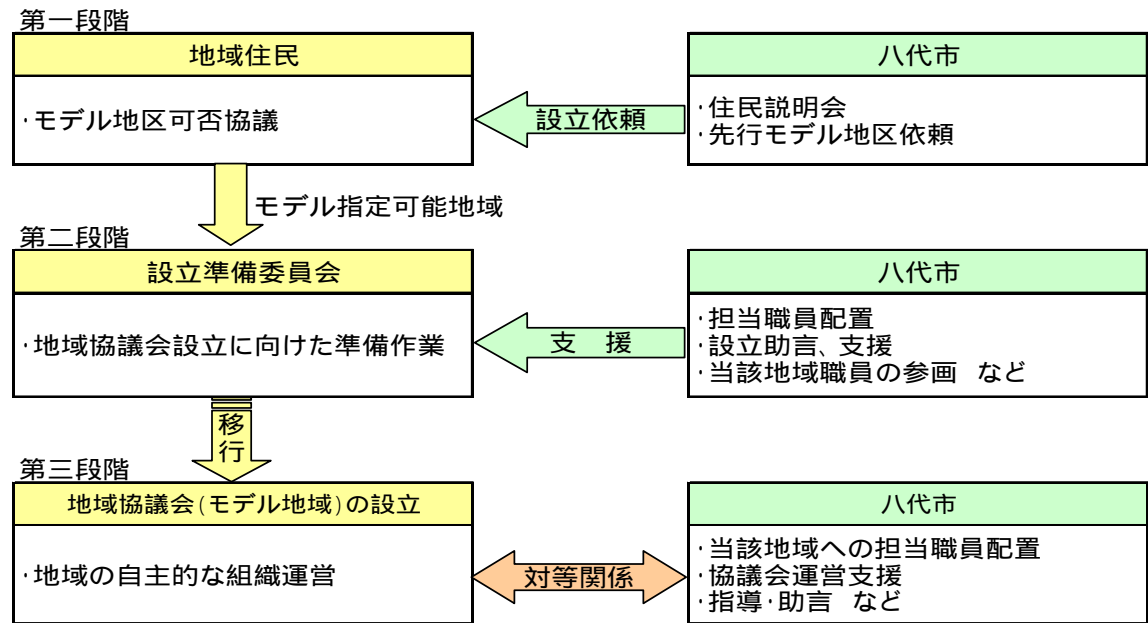 第一段階
地域住民
・モデル地区可否協議
設立依頼
八代市
・住民説明会
・先行モデル地区依頼
モデル指定可能地域
第二段階
設立準備委員会
・地域協議会設立に向けた準備作業
支　援
八代市
・担当職員配置
・設立助言、支援
・当該地域職員の参画　など
移行
第三段階
地域協議会(モデル地域)の設立
・地域の自主的な組織運営
対等関係
八代市
・当該地域への担当職員配置
・協議会運営支援
・指導・助言　など